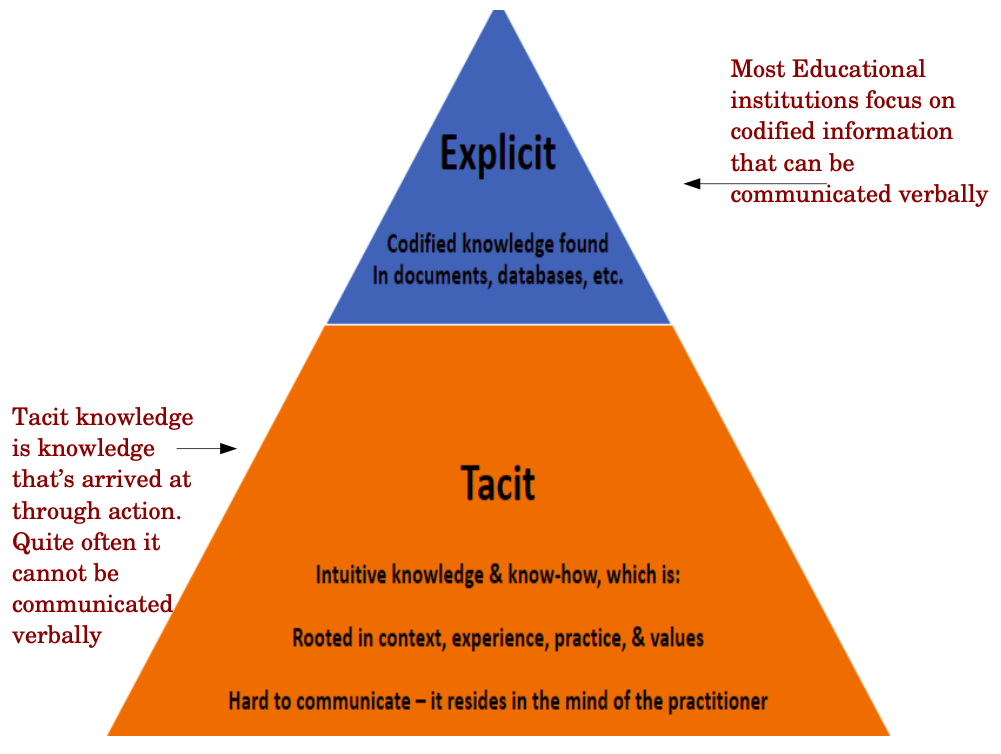 Explicit
Codified knowledge found
In documents, databases, etc.
Most Educational
institutions focus on
codified information
that can be
communicated verbally
Tacit knowledge
is knowledge
that's arrived at
through action.
Quite often it
cannot be
communicated
verbally
Tacit
Intuitive knowledge & know-how, which is:
Rooted in context, experience, practice, & values
Hard to communicate – it resides in the mind of the practitioner